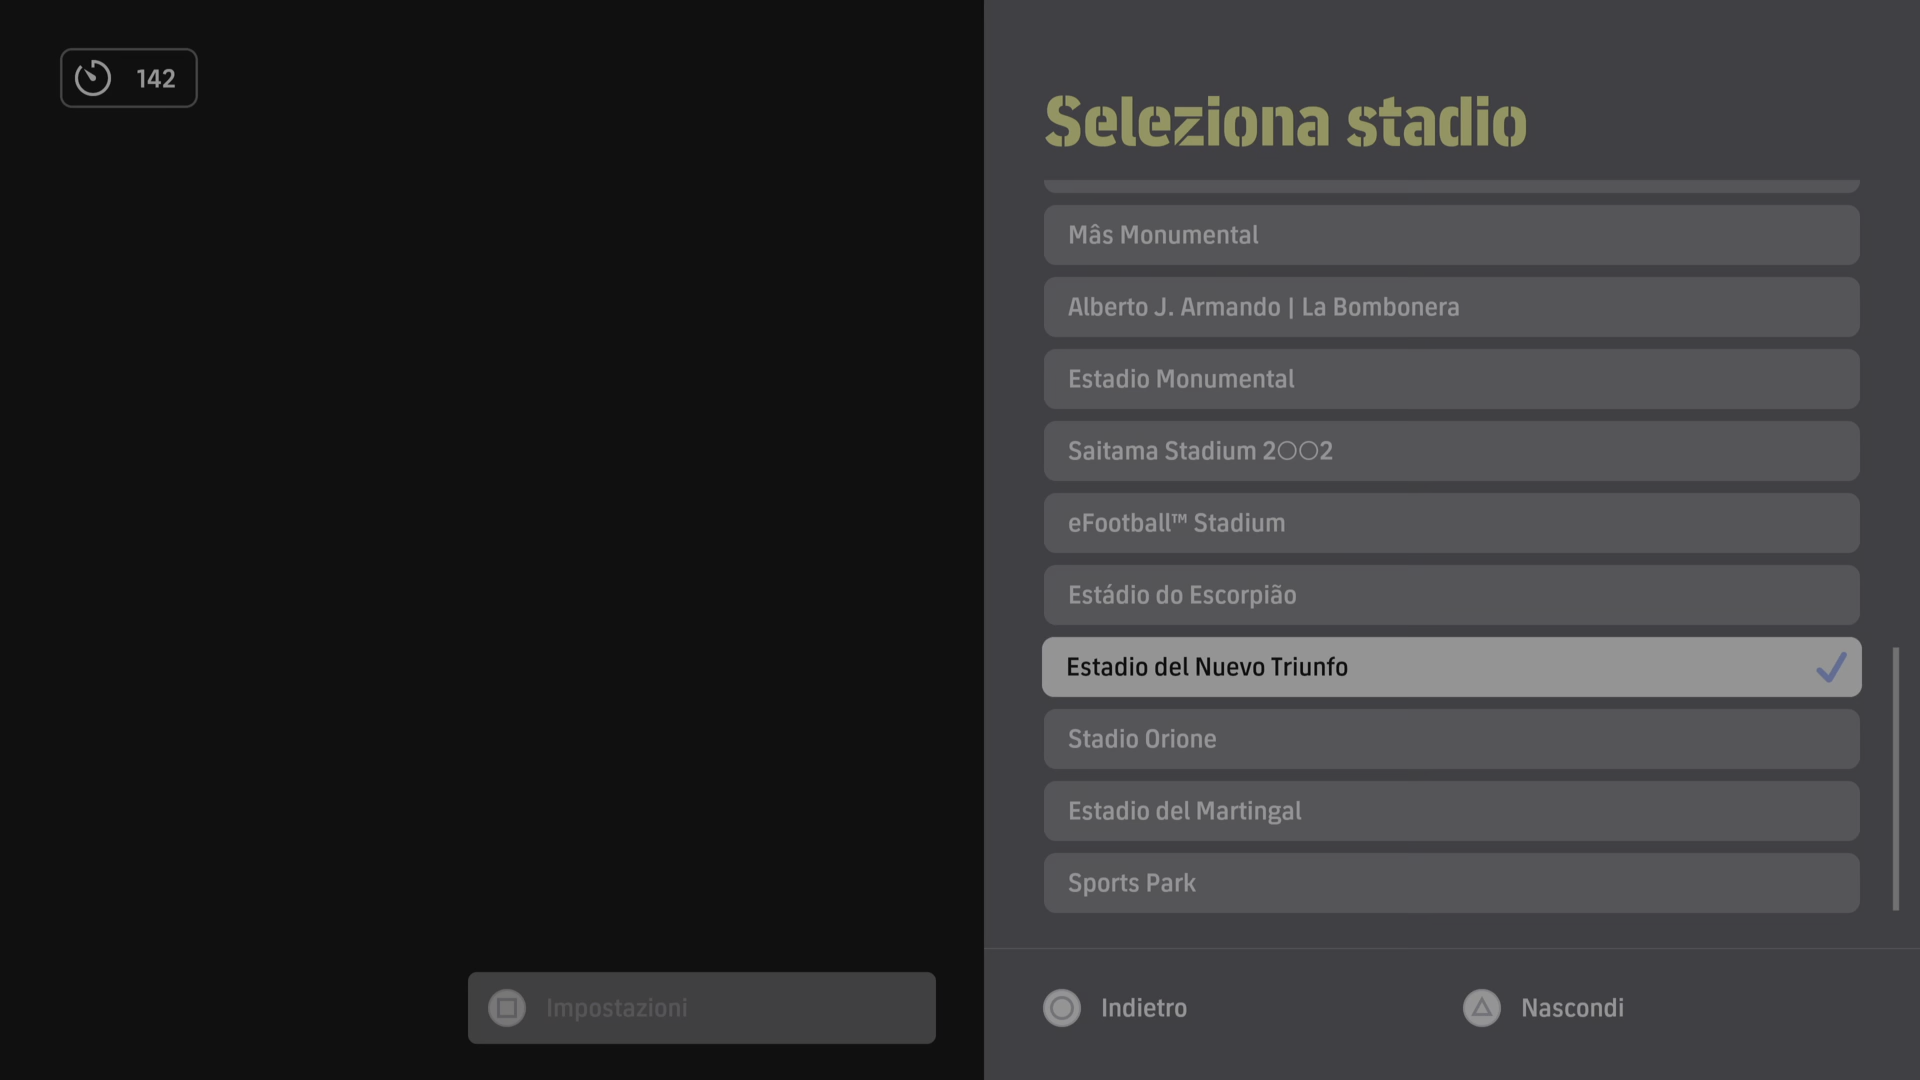 142
Seleziona stadio
Mâs Monumental
Alberto J. Armando | La Bombonera
Estadio Monumental
Saitama Stadium 2○○2
eFootball™ Stadium
Estádio do Escorpião
Estadio del Nuevo Triunfo
Stadio Orione
Estadio del Martingal
Sports Park
Impostazioni
Indietro
Nascondi